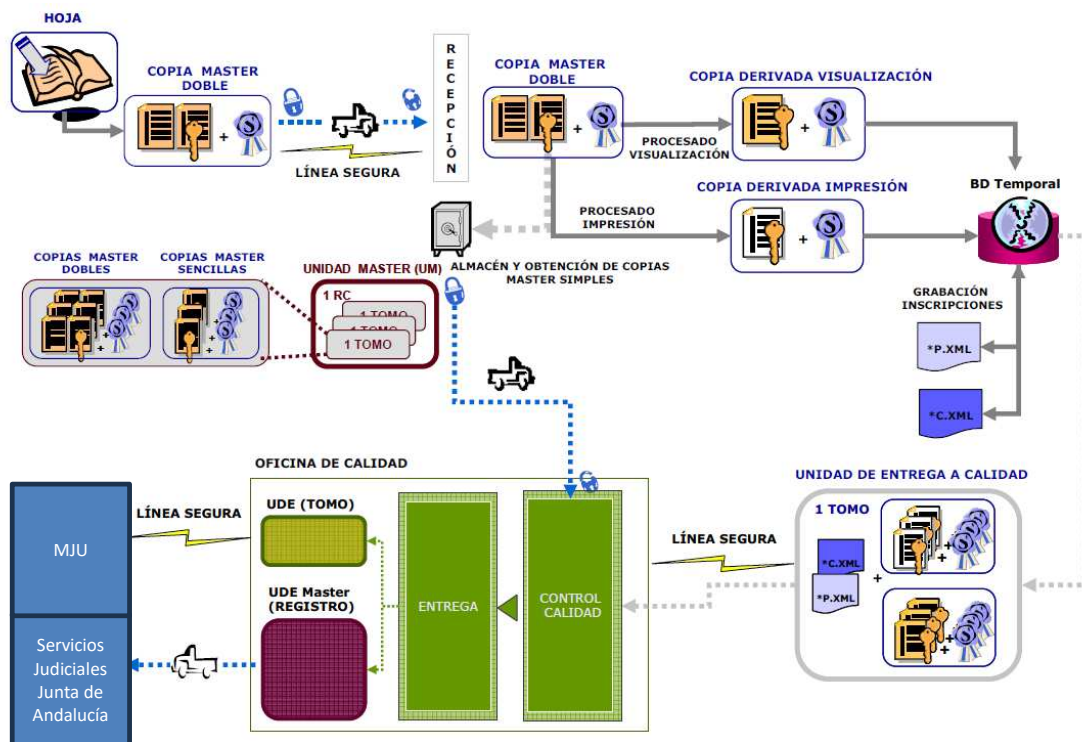 HOJA
COPIA MASTER
DOBLE
LÍNEA SEGURA
RECEPCIÓN
COPIA MASTER
DOBLE
PROCESADO
VISUALIZACIÓN
COPIA DERIVADA VISUALIZACIÓN
PROCESADO
IMPRESIÓN
COPIA DERIVADA IMPRESIÓN
BD Temporal
ALMACÉN Y OBTENCIÓN DE COPIAS
MASTER SIMPLES
COPIAS MASTER
DOBLES
COPIAS MASTER
SENCILLAS
UNIDAD MASTER (UM)
1 RC
1 TOMO
1 TOMO
1 TOMO
GRABACIÓN
INSCRIPCIONES
*P.XML
*C.XML
OFICINA DE CALIDAD
UDE (TOMO)
UDE Master
(REGISTRO)
ENTREGA
CONTROL
CALIDAD
LÍNEA SEGURA
UNIDAD DE ENTREGA A CALIDAD
1 TOMO
*C.XML
*P.XML
LÍNEA SEGURA
MJU
Servicios
Judiciales
Junta de
Andalucía